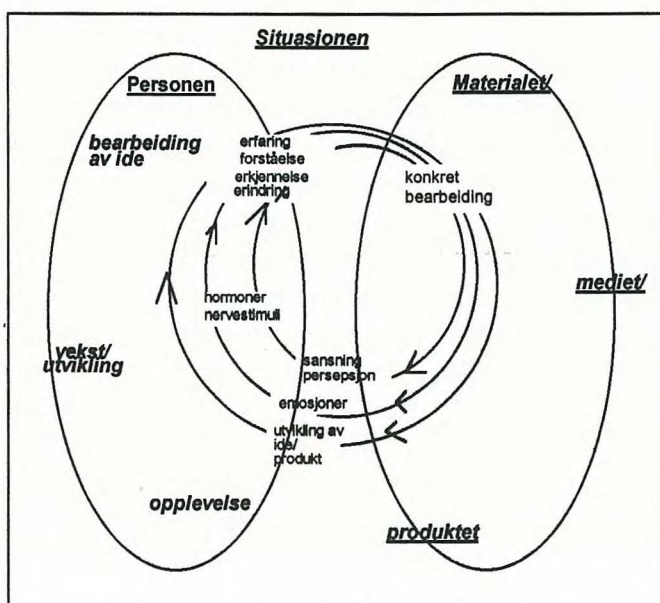 Situasjonen
Personen
Materialet/
bearbeiding
av ide
erfaring
forståelse
erkjennelse
erindring
konkret
bearbeiding
mediet/
hormoner
nervestimuli
vekst/
utvikling
sansning
persepsjon
emosjoner
utvikling av
ide/
produkt
opplevelse
produktet